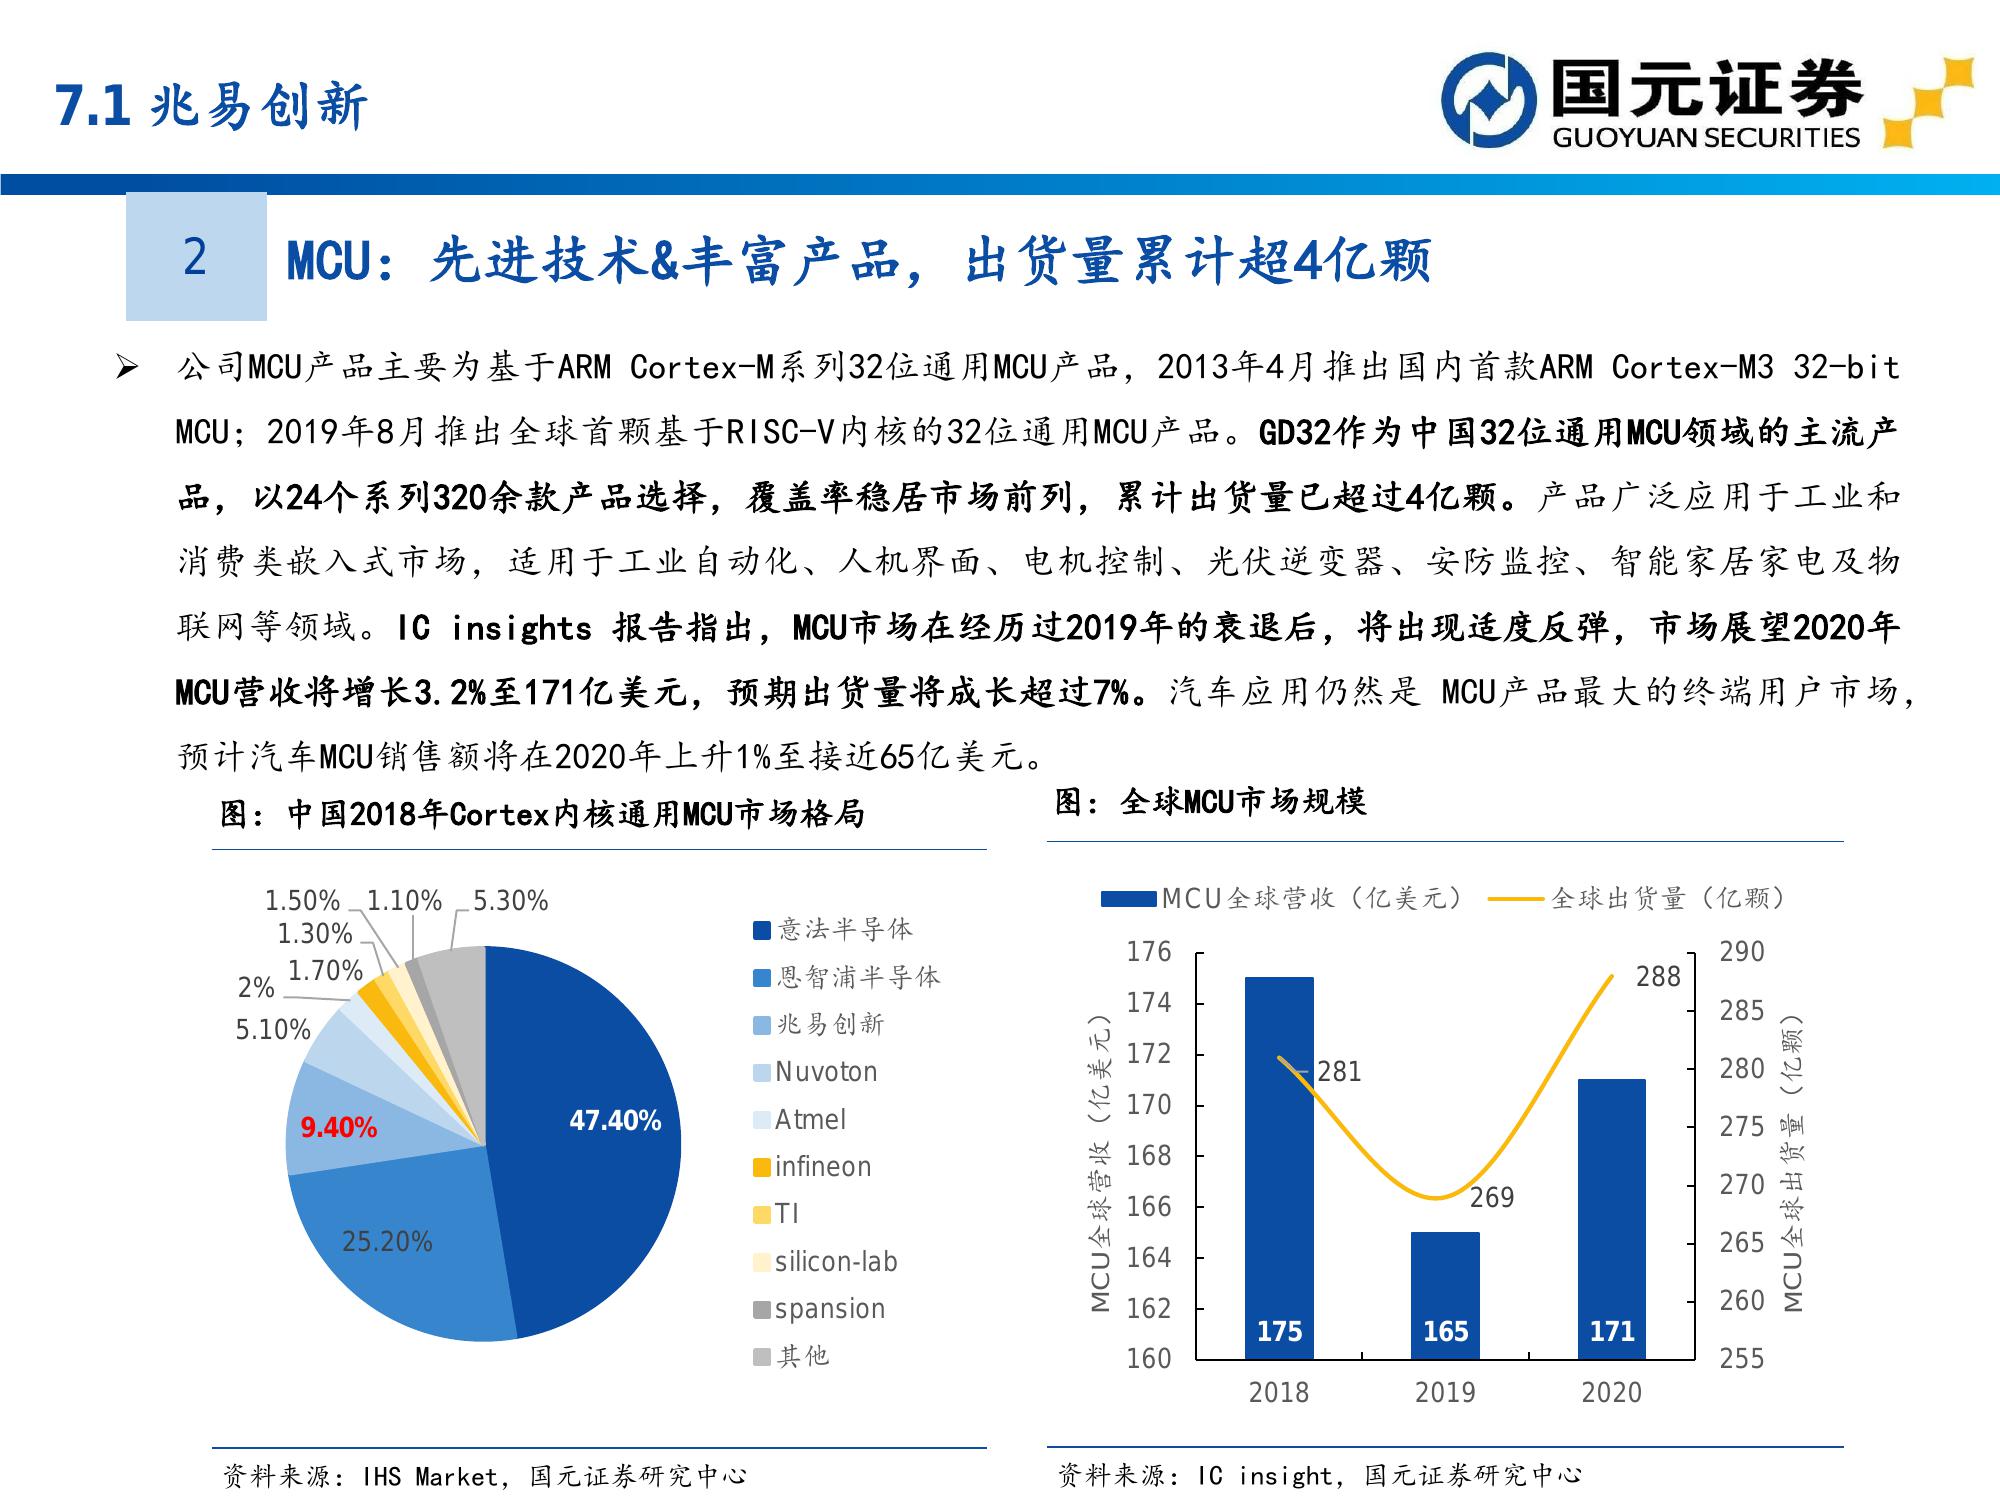 7.1 兆易创新
国元证券
GUOYUAN SECURITIES
2
MCU：先进技术&丰富产品，出货量累计超4亿颗
公司MCU产品主要为基于ARM Cortex-M系列32位通用MCU产品，2013年4月推出国内首款ARM Cortex-M3 32-bit
MCU；2019年8月推出全球首颗基于RISC-V内核的32位通用MCU产品。GD32作为中国32位通用MCU领域的主流产
品，以24个系列320余款产品选择，覆盖率稳居市场前列，累计出货量已超过4亿颗。产品广泛应用于工业和
消费类嵌入式市场，适用于工业自动化、人机界面、电机控制、光伏逆变器、安防监控、智能家居家电及物
联网等领域。IC insights 报告指出，MCU市场在经历过2019年的衰退后，将出现适度反弹，市场展望2020年
MCU营收将增长3.2%至171亿美元，预期出货量将成长超过7%。汽车应用仍然是 MCU产品最大的终端用户市场，
预计汽车MCU销售额将在2020年上升1%至接近65亿美元。
图：中国2018年Cortex内核通用MCU市场格局
1.50%
1.10%
5.30%
1.30%
1.70%
2%
5.10%
9.40%
47.40%
25.20%
意法半导体
恩智浦半导体
兆易创新
Nuvoton
Atmel
infineon
TI
silicon-lab
spansion
其他
资料来源：IHS Market，国元证券研究中心
图：全球MCU市场规模
MCU全球营收（亿美元）
全球出货量（亿颗）
MCU全球营收（亿美元）
176
174
172
170
168
166
164
162
160
281
269
288
175
165
171
2018
2019
2020
290
285
280
275
270
265
260
255
MCU全球出货量（亿颗）
资料来源：IC insight，国元证券研究中心